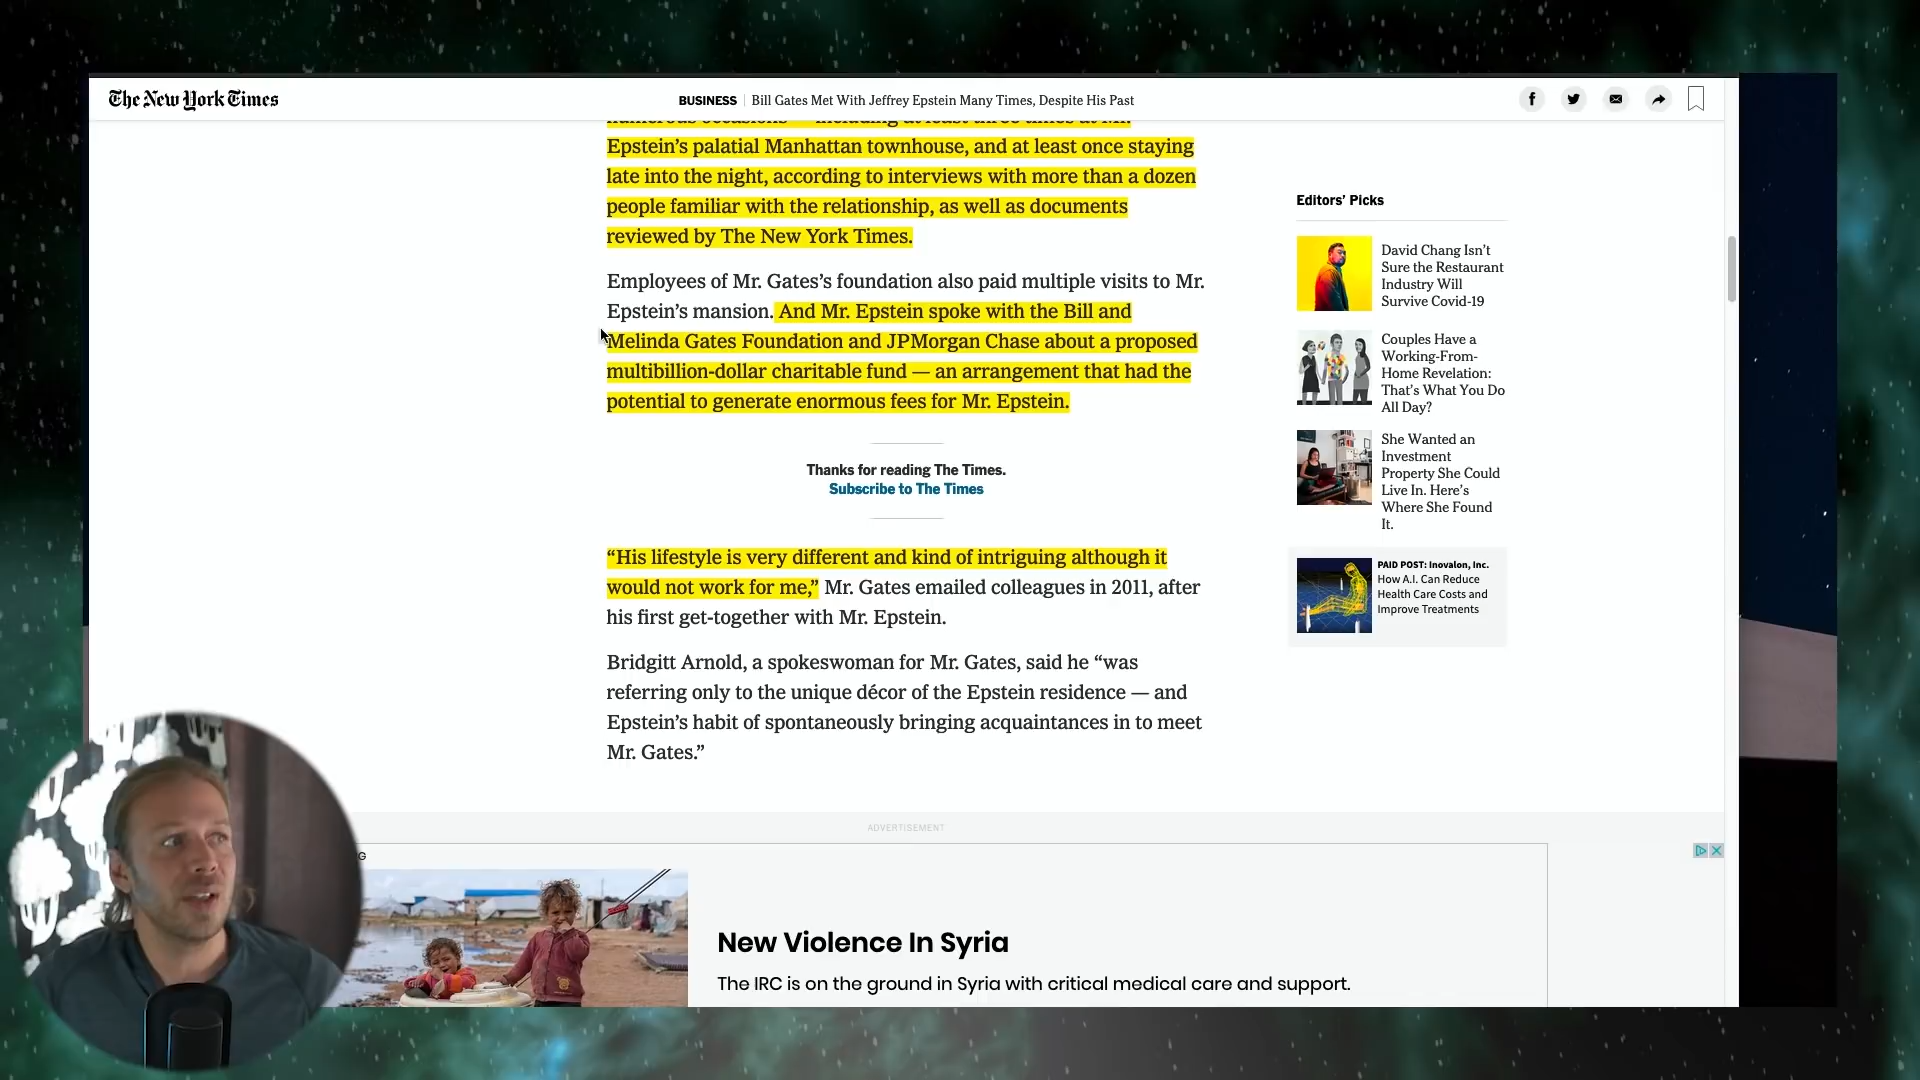 The New York Times
BUSINESS | Bill Gates Met With Jeffrey Epstein Many Times, Despite His Past
numerous occasions — including at least three times at Mr.
Epstein’s palatial Manhattan townhouse, and at least once staying
late into the night, according to interviews with more than a dozen
people familiar with the relationship, as well as documents
reviewed by The New York Times.
Employees of Mr. Gates’s foundation also paid multiple visits to Mr.
Epstein’s mansion. And Mr. Epstein spoke with the Bill and
Melinda Gates Foundation and JPMorgan Chase about a proposed
multibillion-dollar charitable fund — an arrangement that had the
potential to generate enormous fees for Mr. Epstein.
Thanks for reading The Times.
Subscribe to The Times
“His lifestyle is very different and kind of intriguing although it
would not work for me,” Mr. Gates emailed colleagues in 2011, after
his first get-together with Mr. Epstein.
Bridgitt Arnold, a spokeswoman for Mr. Gates, said he “was
referring only to the unique décor of the Epstein residence — and
Epstein’s habit of spontaneously bringing acquaintances in to meet
Mr. Gates.”
Editors’ Picks
David Chang Isn’t
Sure the Restaurant
Industry Will
Survive Covid-19
Couples Have a
Working-From-
Home Revelation:
That’s What You Do
All Day?
She Wanted an
Investment
Property She Could
Live In. Here’s
Where She Found
It.
PAID POST: Inovalon, Inc.
How A.I. Can Reduce
Health Care Costs and
Improve Treatments
ADVERTISEMENT
New Violence In Syria
The IRC is on the ground in Syria with critical medical care and support.